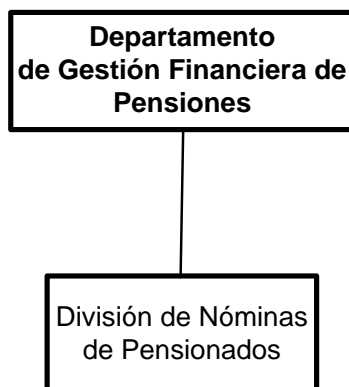 Departamento
de Gestión Financiera de
Pensiones
División de Nóminas
de Pensionados